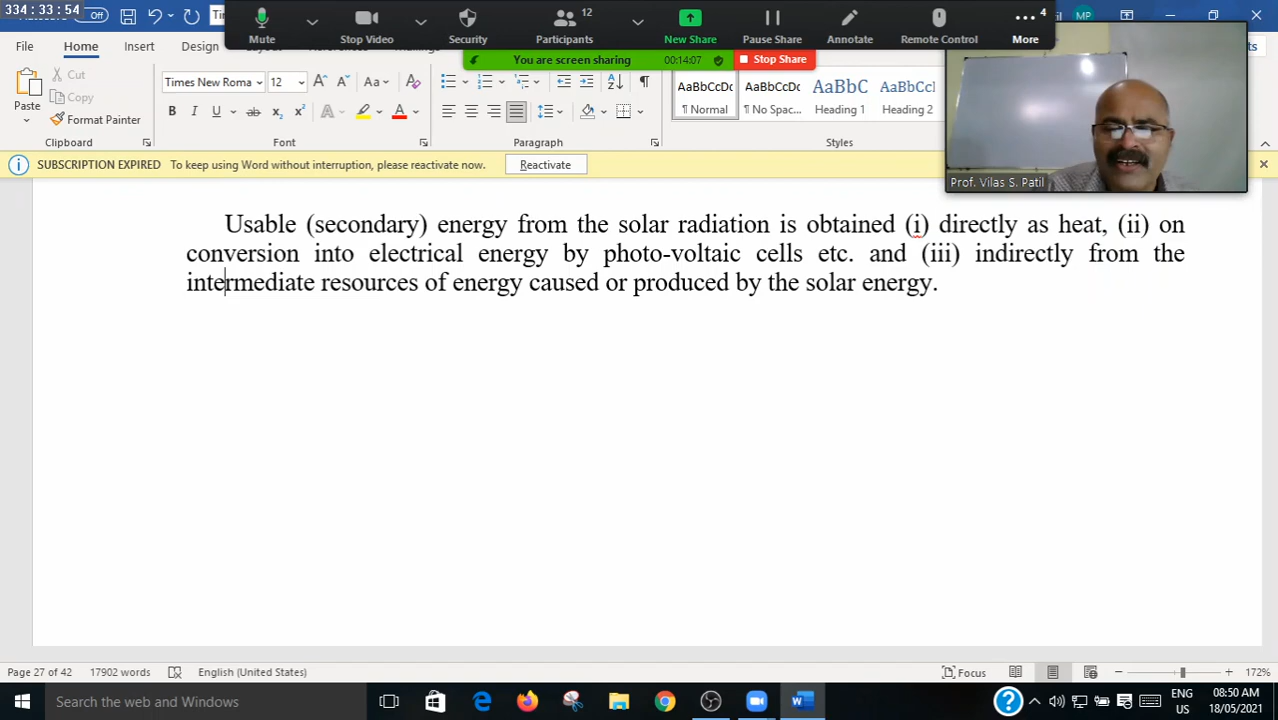 334:33:54
Off
Mute
Stop Video
Security
12
Participants
New Share
Pause Share
Annotate
Remote Control
4
More
MP
You are screen sharing
00:14:07
Stop Share
File
Home
Insert
Design
Cut
Copy
Paste
Format Painter
Times New Roma
12
Aa
B I U x₂ x² A A
AaBbCcDc
¶ Normal
AaBbCcDc
¶ No Spac...
AaBbC
Heading 1
AaBbCcI
Heading 2
Clipboard
Font
Paragraph
Styles
SUBSCRIPTION EXPIRED
To keep using Word without interruption, please reactivate now.
Reactivate
Prof. Vilas S. Patil
Usable (secondary) energy from the solar radiation is obtained (i) directly as heat, (ii) on
conversion into electrical energy by photo-voltaic cells etc. and (iii) indirectly from the
intermediate resources of energy caused or produced by the solar energy.
Page 27 of 42
17902 words
English (United States)
Focus
172%
Search the web and Windows
ENG
US
08:50 AM
18/05/2021